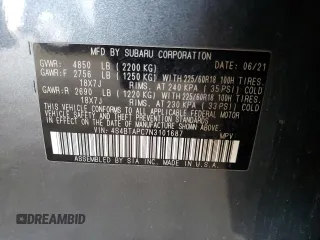 MFD. BY SUBARU CORPORATION DATE 06/21
GVWR: 4850 LB (2200 KG)
GAWR:F 2756 LB (1250 KG) WITH 225/60R18 100H TIRES,
18X7J RIMS, AT 240 KPA (35 PSI) COLD
GAWR:R 2690 LB (1220 KG) WITH 225/60R18 100H TIRES,
18X7J RIMS, AT 230 KPA (33 PSI) COLD
THIS VEHICLE CONFORMS TO ALL APPLICABLE FEDERAL MOTOR
VEHICLE SAFETY, BUMPER, AND THEFT PREVENTION STANDARDS
IN EFFECT ON THE DATE OF MANUFACTURE SHOWN ABOVE.
VIN: 4S4BTAPC7N3101687 MPV
ASSEMBLED BY SIA INC. MADE IN U.S.A.
DREAMBID